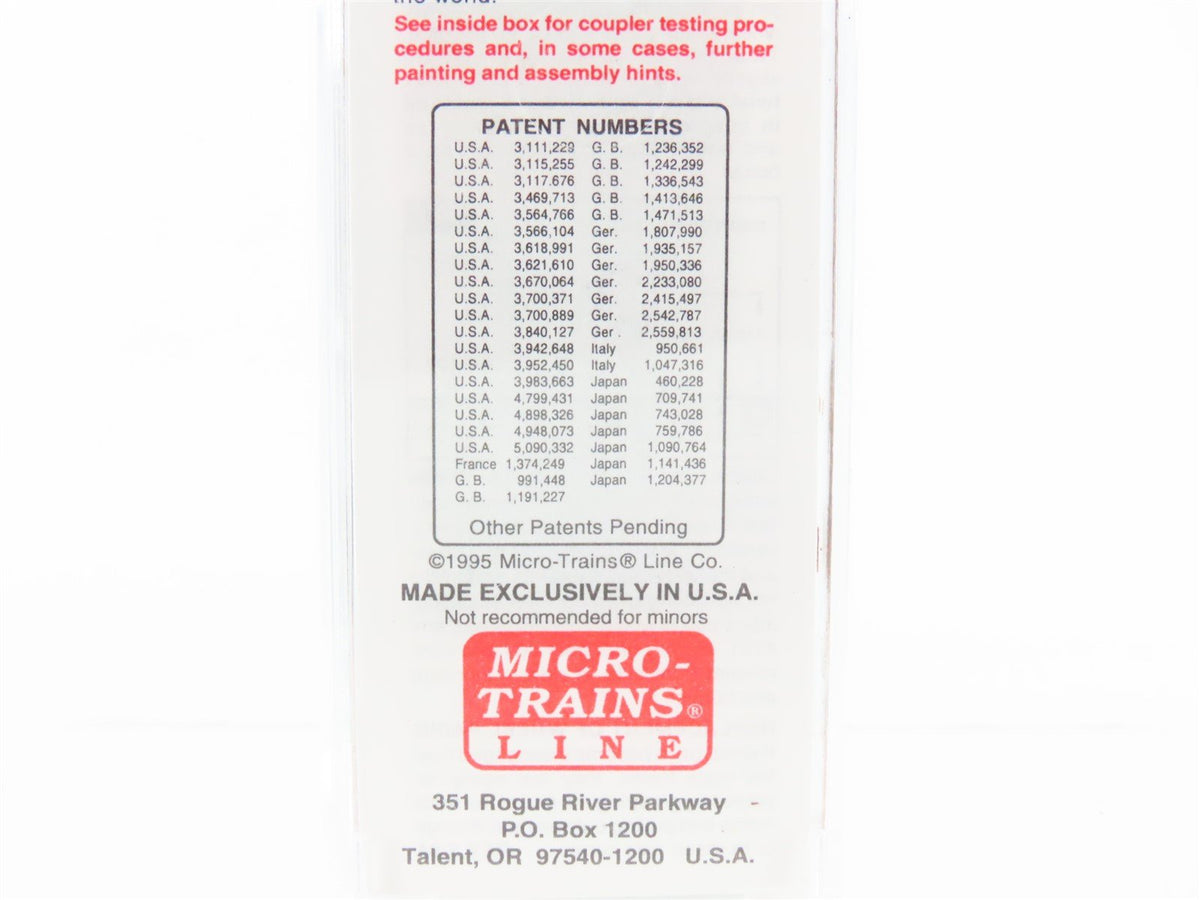 See inside box for coupler testing pro-
cedures and, in some cases, further
painting and assembly hints.
PATENT NUMBERS
U.S.A. 3,111,229 G. B. 1,236,352
U.S.A. 3,115,255 G. B. 1,242,299
U.S.A. 3,117.676 G. B. 1,336,543
U.S.A. 3,469,713 G. B. 1,413,646
U.S.A. 3,564,766 G. B. 1,471,513
U.S.A. 3,566,104 Ger. 1,807,990
U.S.A. 3,618,991 Ger. 1,935,157
U.S.A. 3,621,610 Ger. 1,950,336
U.S.A. 3,670,064 Ger. 2,233,080
U.S.A. 3,700,371 Ger. 2,415,497
U.S.A. 3,700,889 Ger. 2,542,787
U.S.A. 3,840,127 Ger . 2,559,813
U.S.A. 3,942,648 Italy 950,661
U.S.A. 3,952,450 Italy 1,047,316
U.S.A. 3,983,663 Japan 460,228
U.S.A. 4,799,431 Japan 709,741
U.S.A. 4,898,326 Japan 743,028
U.S.A. 4,948,073 Japan 759,786
U.S.A. 5,090,332 Japan 1,090,764
France 1,374,249 Japan 1,141,436
G. B. 991,448 Japan 1,204,377
G. B. 1,191,227
Other Patents Pending
©1995 Micro-Trains® Line Co.
MADE EXCLUSIVELY IN U.S.A.
Not recommended for minors
MICRO-
TRAINS®
LINE
351 Rogue River Parkway -
P.O. Box 1200
Talent, OR 97540-1200 U.S.A.